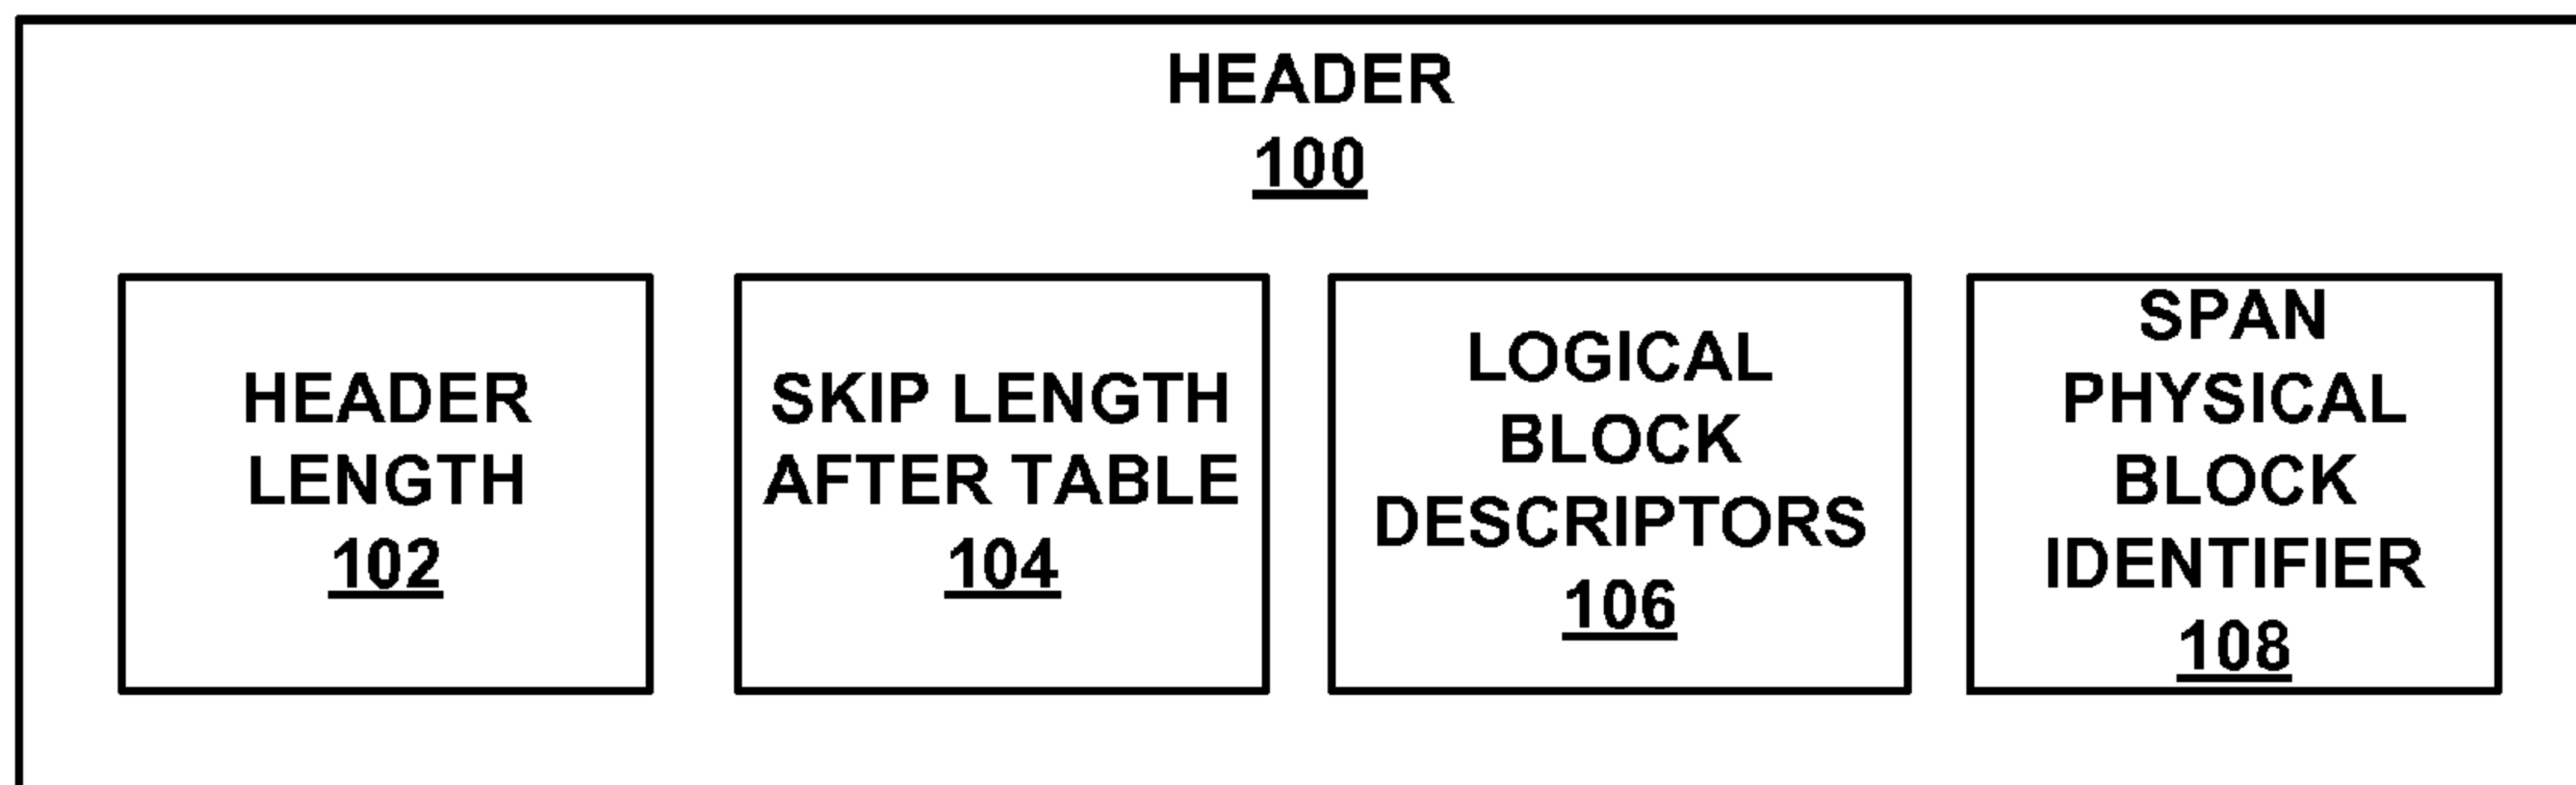 HEADER
100
HEADER
LENGTH
102
SKIP LENGTH
AFTER TABLE
104
LOGICAL
BLOCK
DESCRIPTORS
106
SPAN
PHYSICAL
BLOCK
IDENTIFIER
108